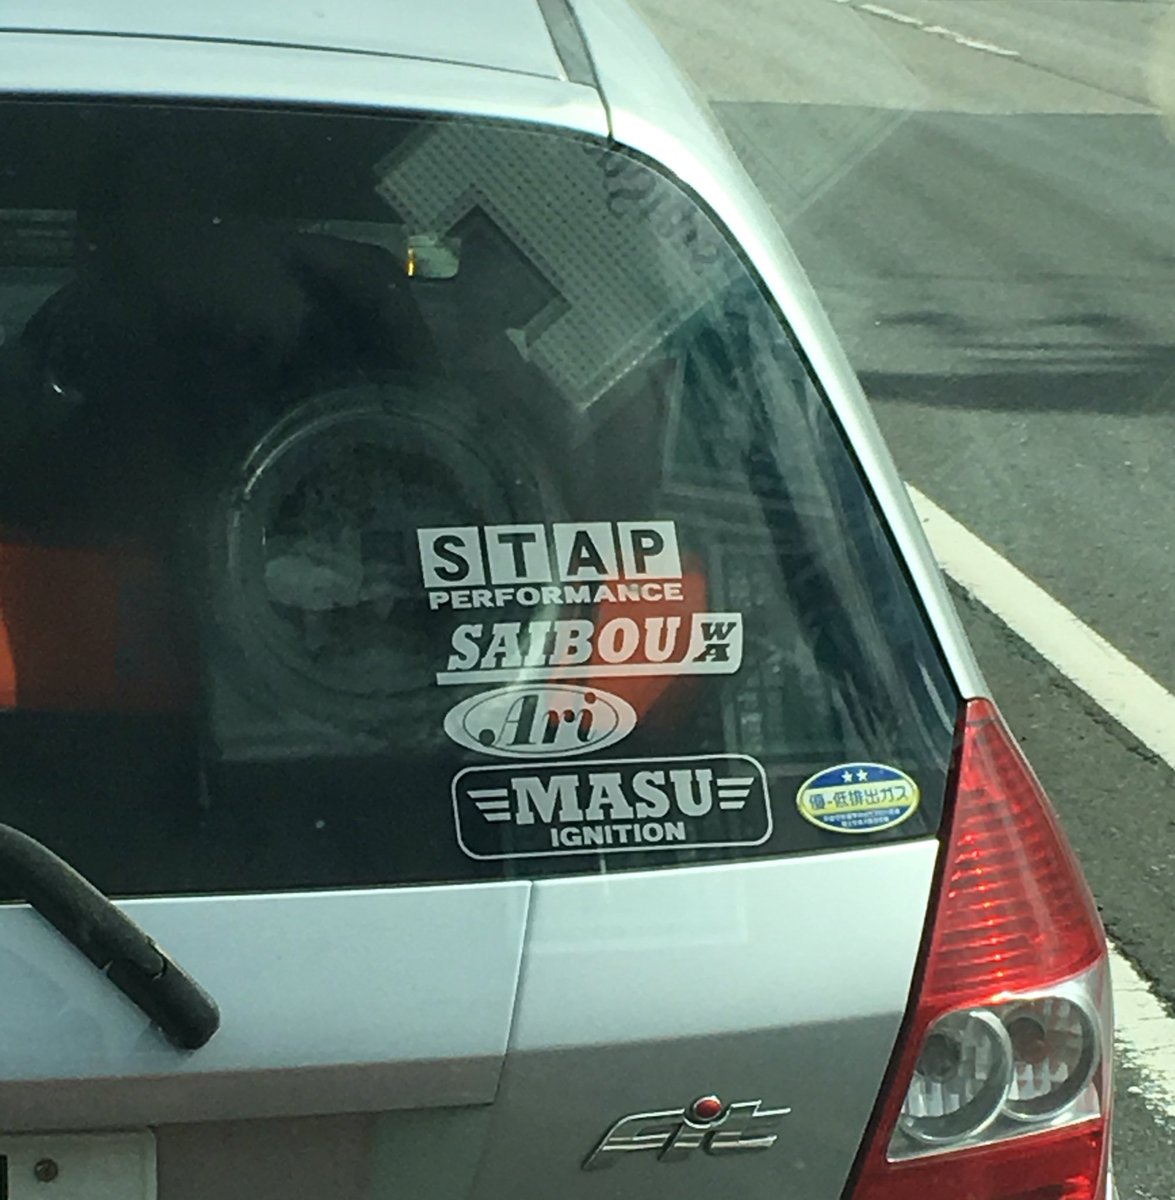 STAP
PERFORMANCE
SAIBOU WA
Ari
MASU
IGNITION
★★
優-低排出ガス
Fit